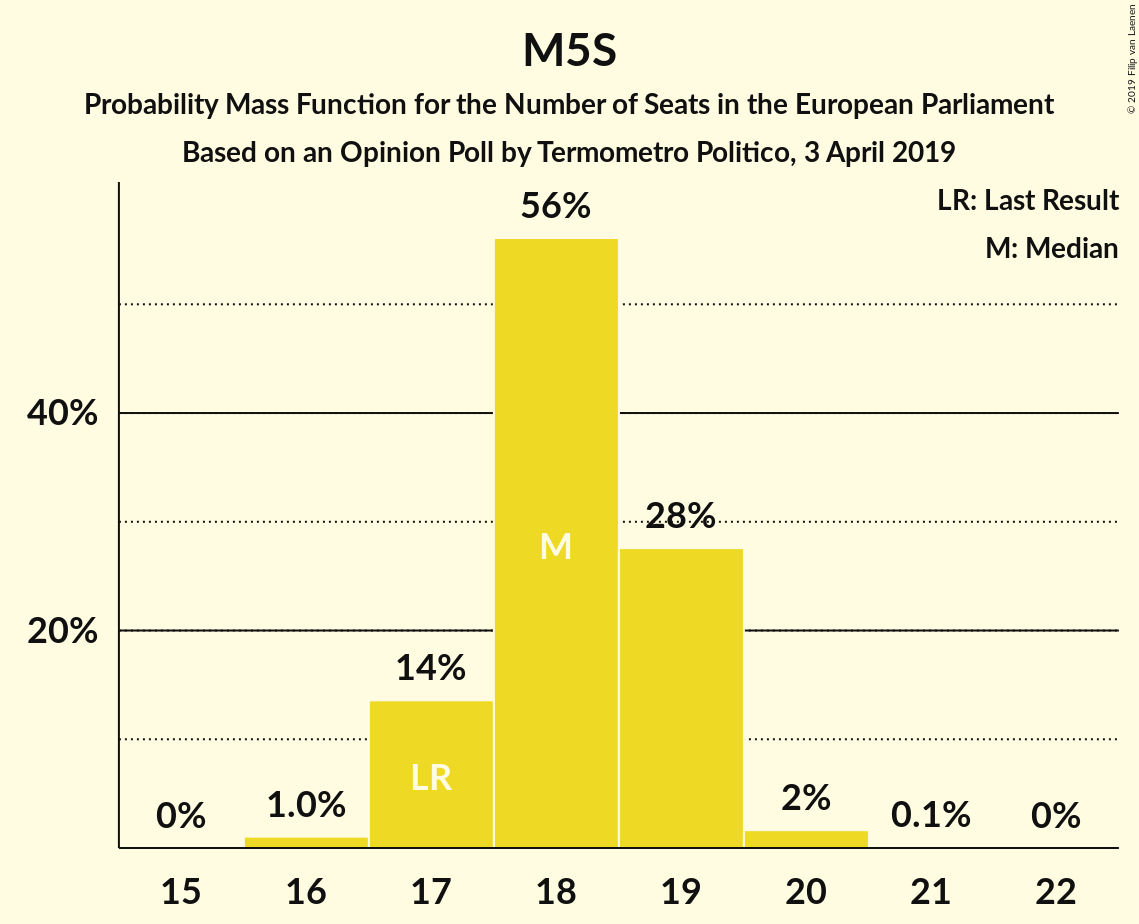 M5S
Probability Mass Function for the Number of Seats in the European Parliament
Based on an Opinion Poll by Termometro Politico, 3 April 2019
© 2019 Filip van Laenen
LR: Last Result
M: Median
56%
40%
28%
M
20%
14%
LR
0%
1.0%
2%
0.1%
0%
15 16 17 18 19 20 21 22